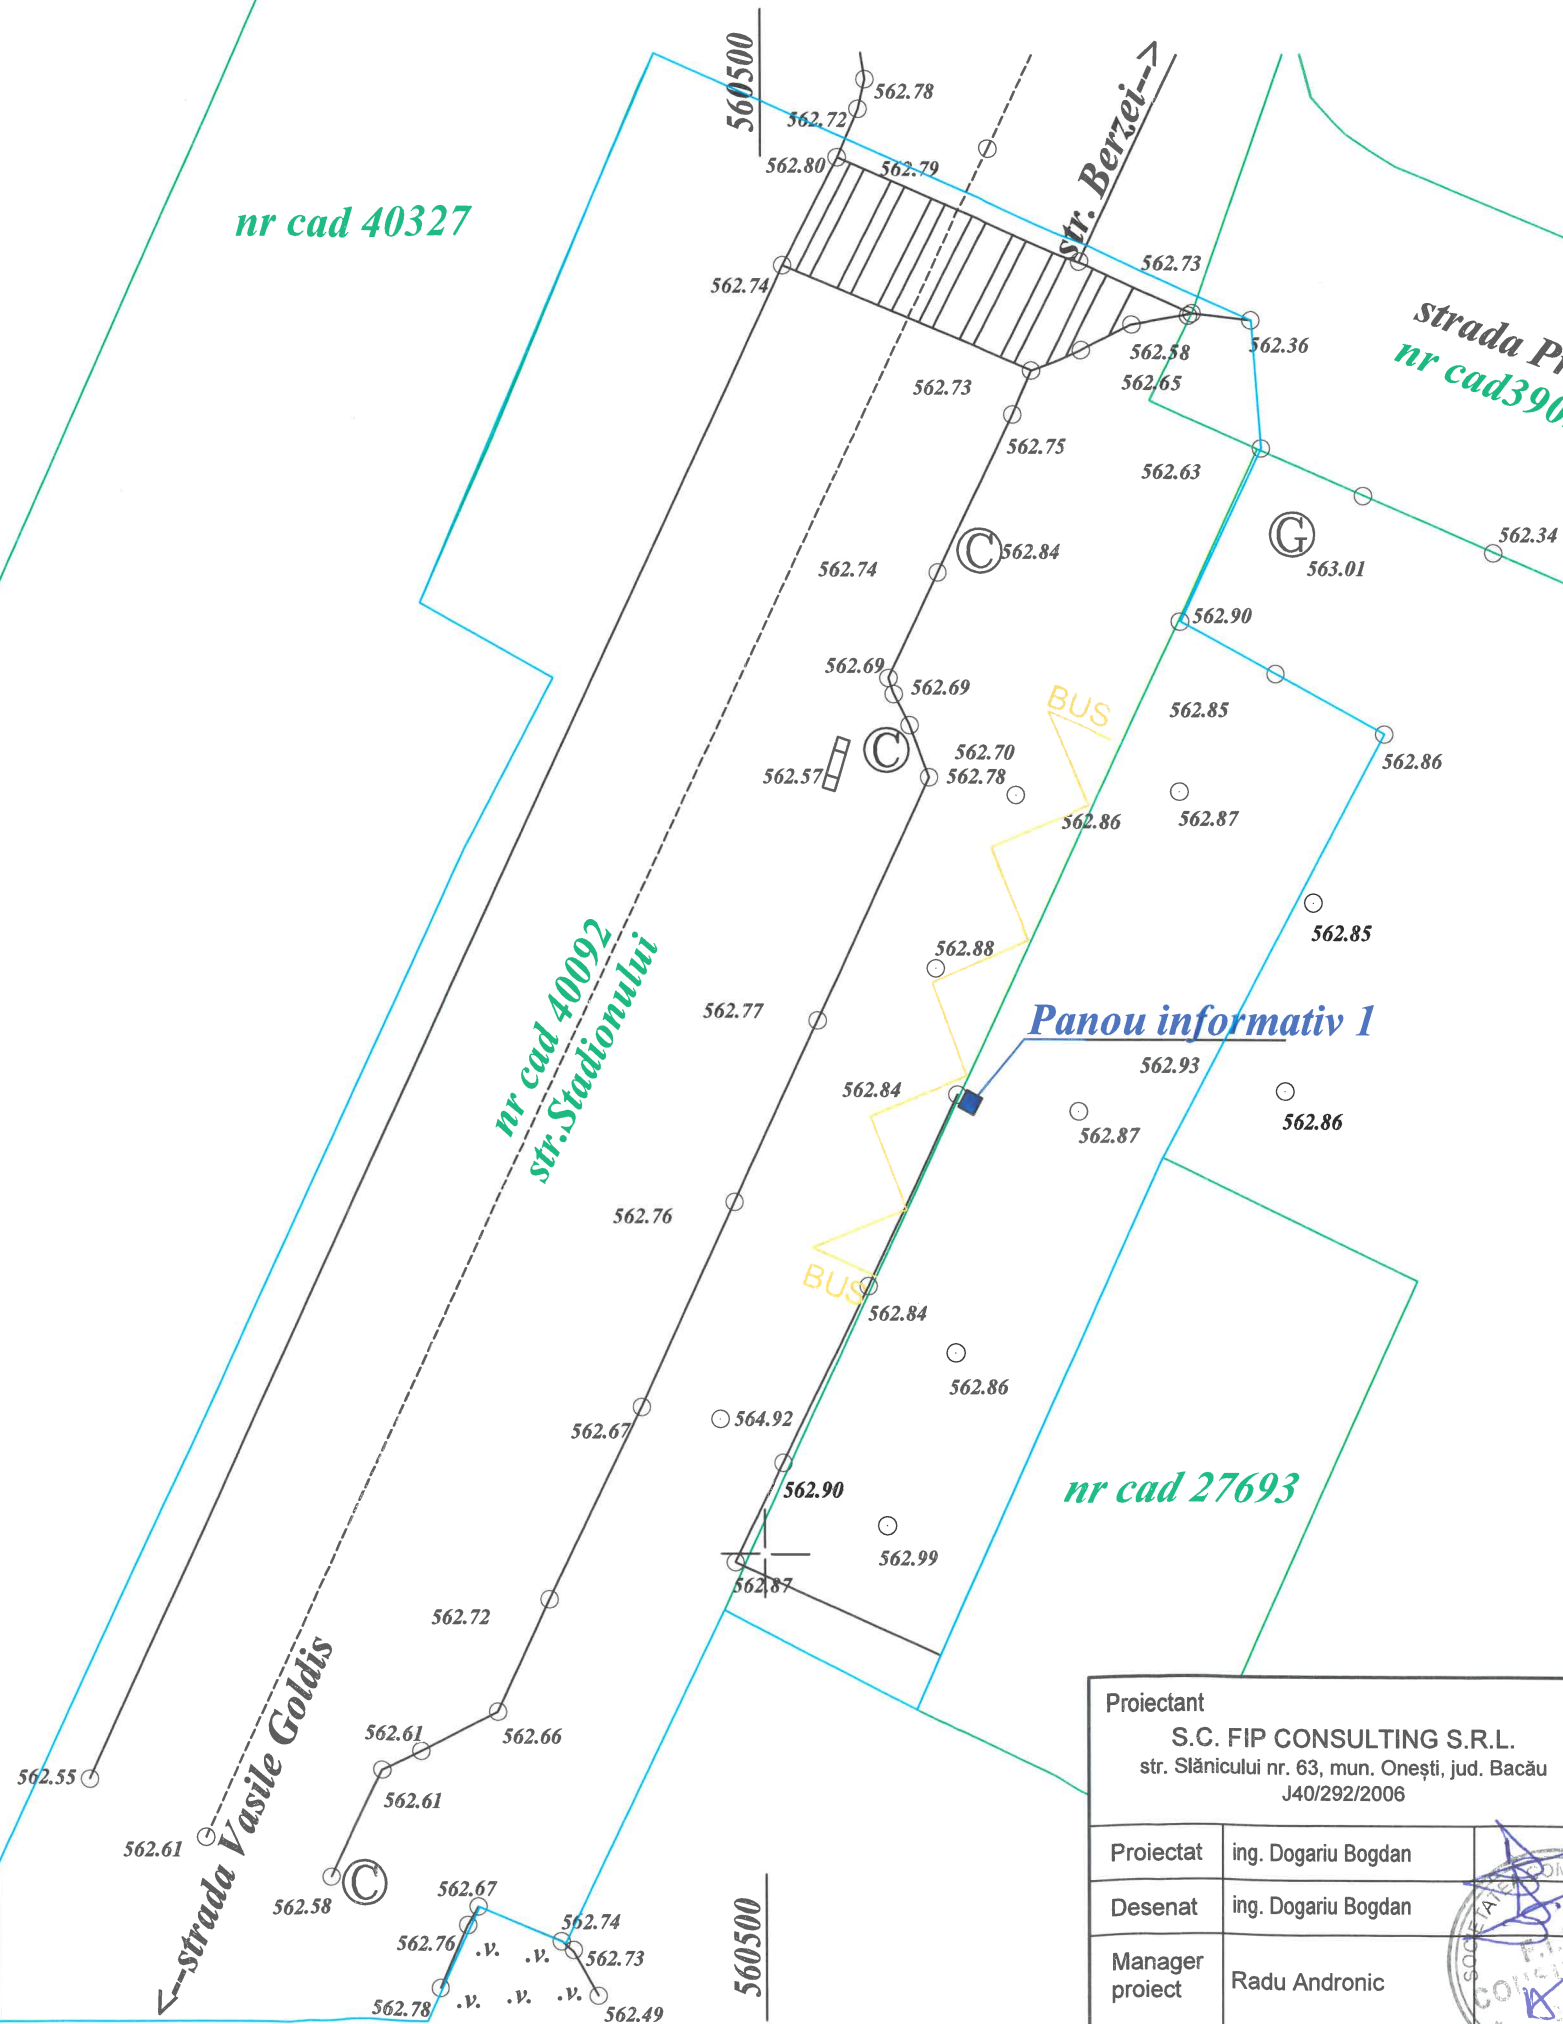 560500
562.78
562.72
562.80
562.79
str. Berzei-->
nr cad 40327
562.74
562.73
562.58
562.36
562.65
562.73
562.75
562.63
C
562.84
562.74
G
563.01
562.34
562.90
562.69
562.69
BUS
562.85
C
562.70
562.78
562.57
562.86
562.86
562.87
562.85
562.88
nr cad 40092
str.Stadionului
562.77
Panou informativ 1
562.93
562.84
562.87
562.86
562.76
BUS
562.84
562.86
564.92
562.67
562.90
nr cad 27693
562.99
562.87
562.72
562.61
562.66
562.55
562.61
562.61
<--strada Vasile Goldis
562.58
C
562.67
562.74
562.76
.v. .v.
562.73
562.78
.v. .v. .v.
562.49
560500
Proiectant
S.C. FIP CONSULTING S.R.L.
str. Slănicului nr. 63, mun. Onești, jud. Bacău
J40/292/2006
Proiectat ing. Dogariu Bogdan
Desenat ing. Dogariu Bogdan
Manager
proiect Radu Andronic
strada